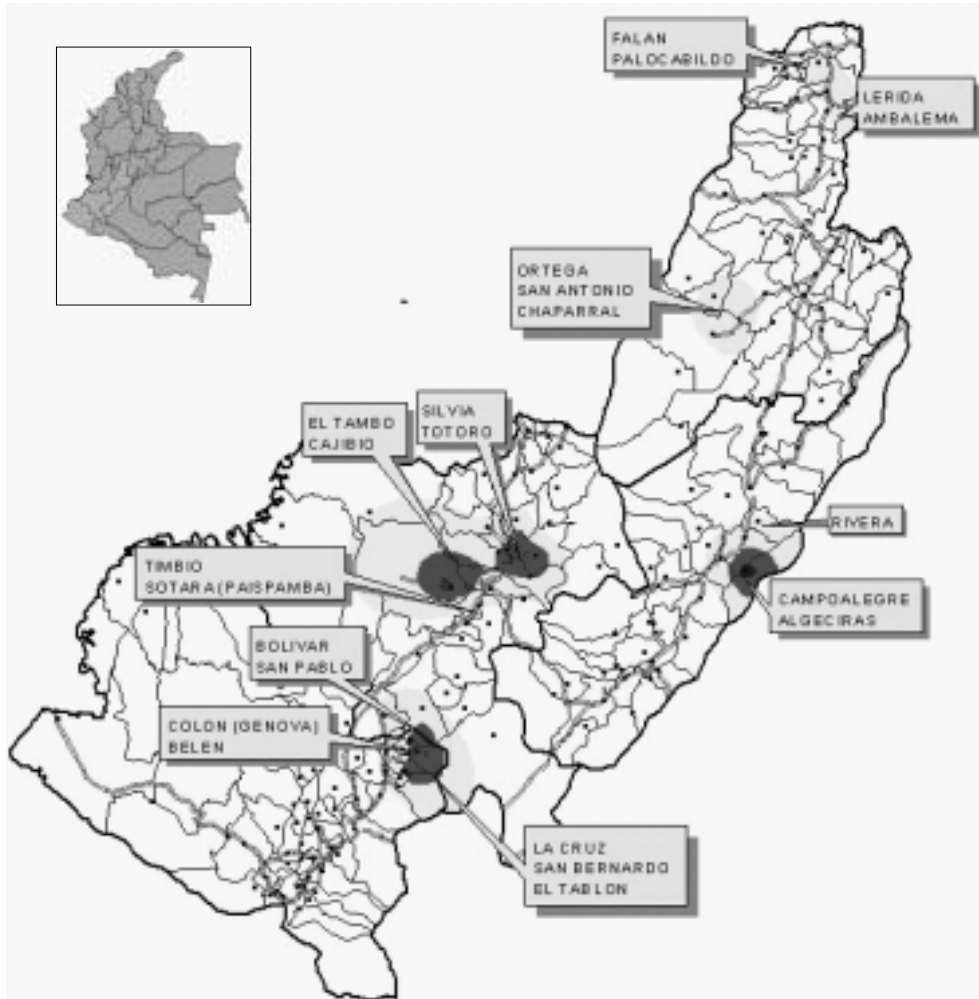 FALAN
PALOCABILDO
LERIDA
AMBALEMA
ORTEGA
SAN ANTONIO
CHAPARRAL
SILVIA
TOTORO
EL TAMBO
CAJIBIO
RIVERA
TIMBIO
SOTARA (PAISPAMBA)
CAMPOALEGRE
ALGECIRAS
BOLIVAR
SAN PABLO
COLON (GENOVA)
BELEN
LA CRUZ
SAN BERNARDO
EL TABLON